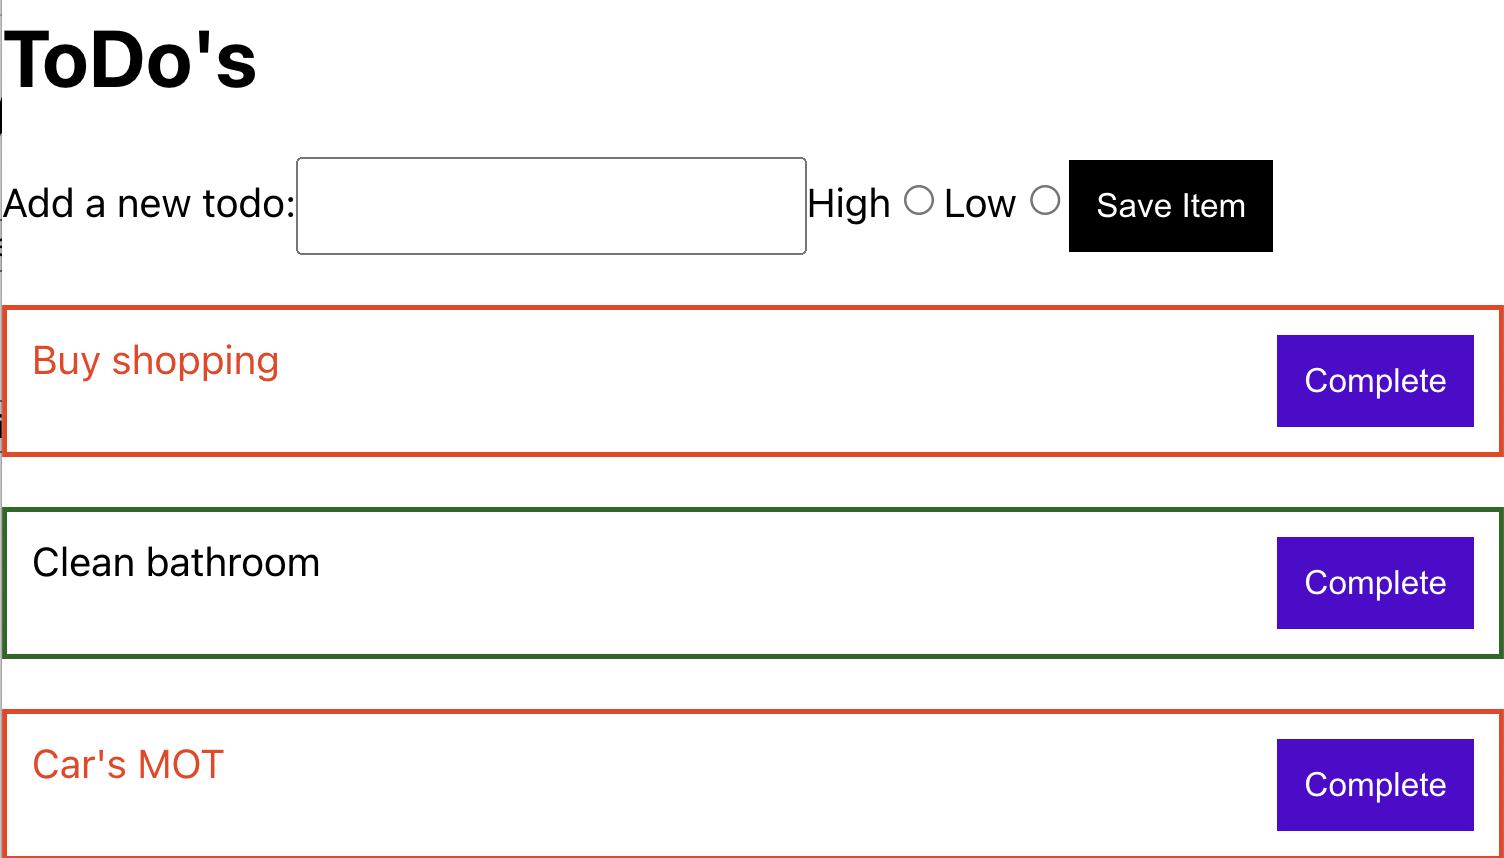 ToDo's
Add a new todo: High Low Save Item
Buy shopping Complete
Clean bathroom Complete
Car's MOT Complete